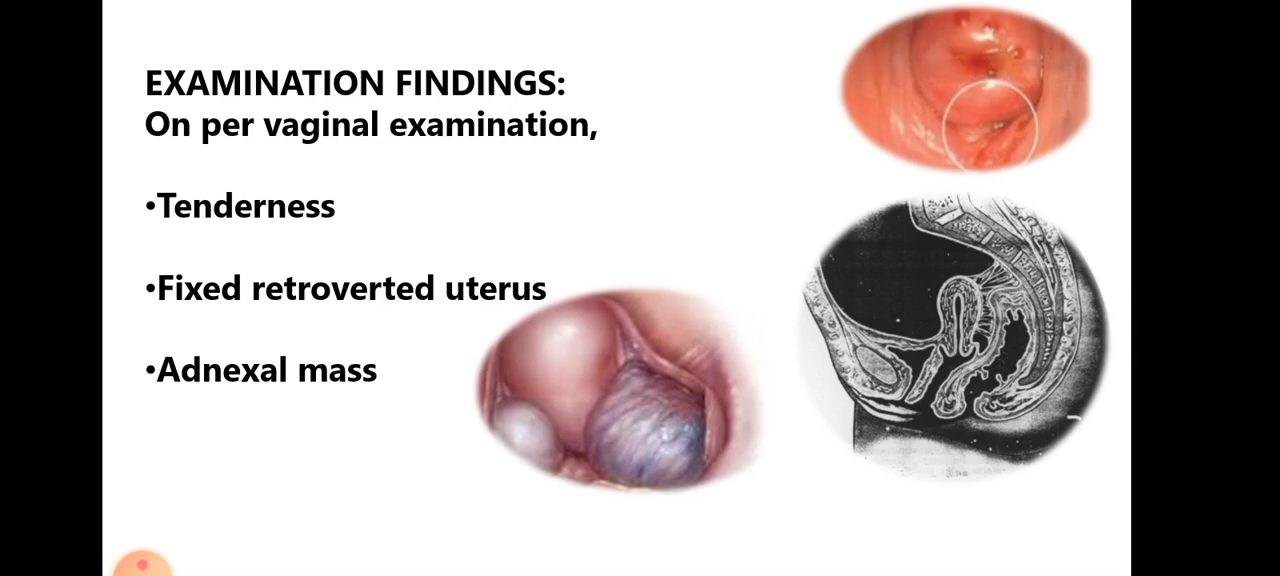 EXAMINATION FINDINGS:
On per vaginal examination,
•Tenderness
•Fixed retroverted uterus
•Adnexal mass